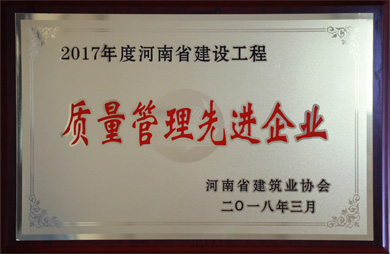 2017年度河南省建设工程
质量管理先进企业
河南省建筑业协会
二〇一八年三月